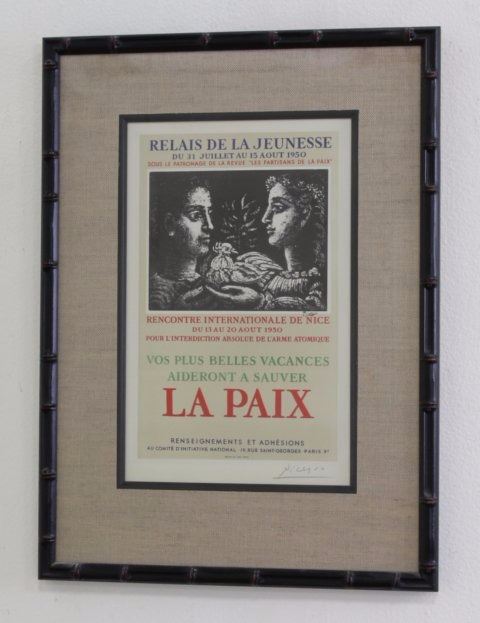 RELAIS DE LA JEUNESSE
DU 31 JUILLET AU 15 AOUT 1950
SOUS LE PATRONAGE DE LA REVUE "LES PARTISANS DE LA PAIX"
RENCONTRE INTERNATIONALE DE NICE
DU 13 AU 20 AOUT 1950
POUR L'INTERDICTION ABSOLUE DE L'ARME ATOMIQUE
VOS PLUS BELLES VACANCES
AIDERONT A SAUVER
LA PAIX
RENSEIGNEMENTS ET ADHÉSIONS
AU COMITÉ D'INITIATIVE NATIONAL
RUE SAINT-GEORGES PARIS 9e
Picasso